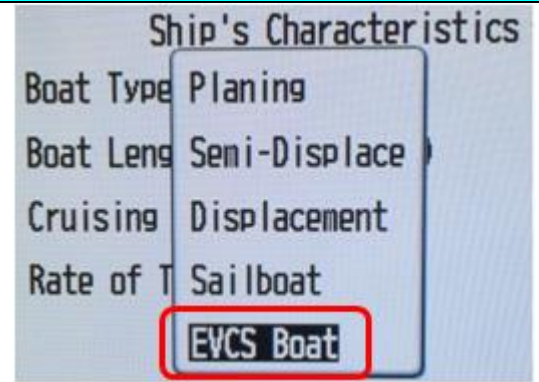 Ship's Characteristics
Boat Type Planing
Boat Leng Semi-Displace )
Cruising Displacement
Rate of T Sailboat
EVCS Boat